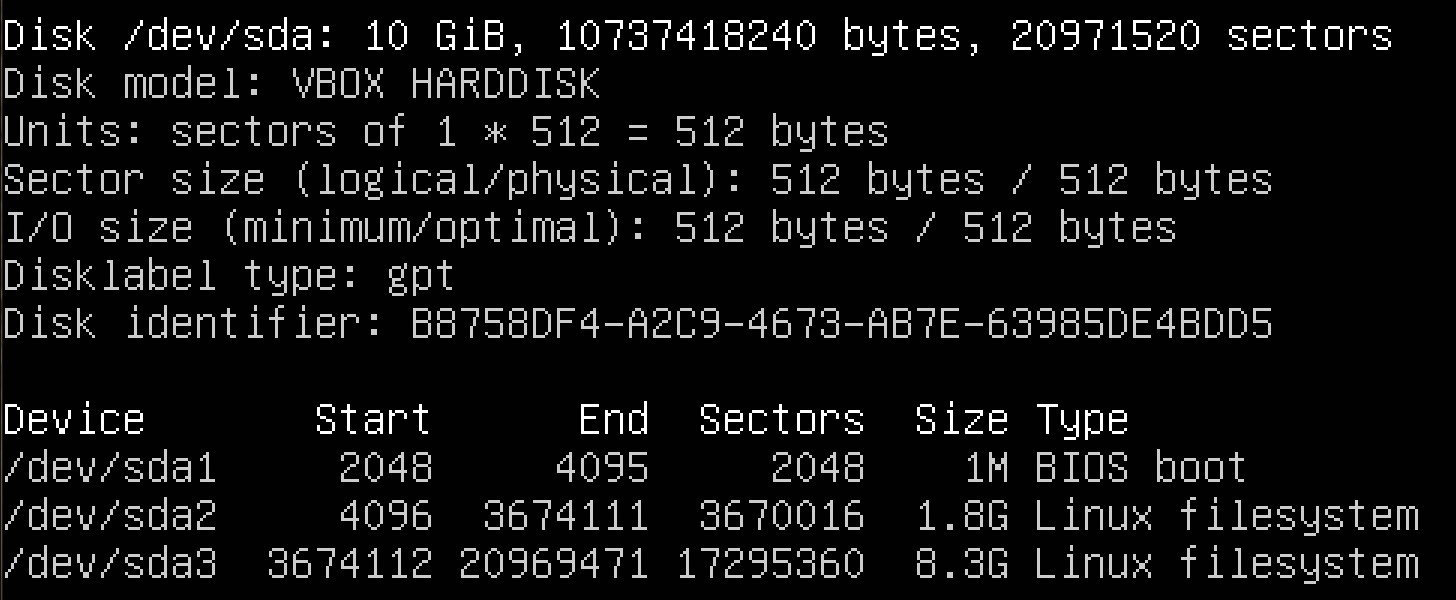 Disk /dev/sda: 10 GiB, 10737418240 bytes, 20971520 sectors
Disk model: VBOX HARDDISK
Units: sectors of 1 * 512 = 512 bytes
Sector size (logical/physical): 512 bytes / 512 bytes
I/O size (minimum/optimal): 512 bytes / 512 bytes
Disklabel type: gpt
Disk identifier: B8758DF4-A2C9-4673-AB7E-63985DE4BDD5
Device Start End Sectors Size Type
/dev/sda1 2048 4095 2048 1M BIOS boot
/dev/sda2 4096 3674111 3670016 1.8G Linux filesystem
/dev/sda3 3674112 20969471 17295360 8.3G Linux filesystem